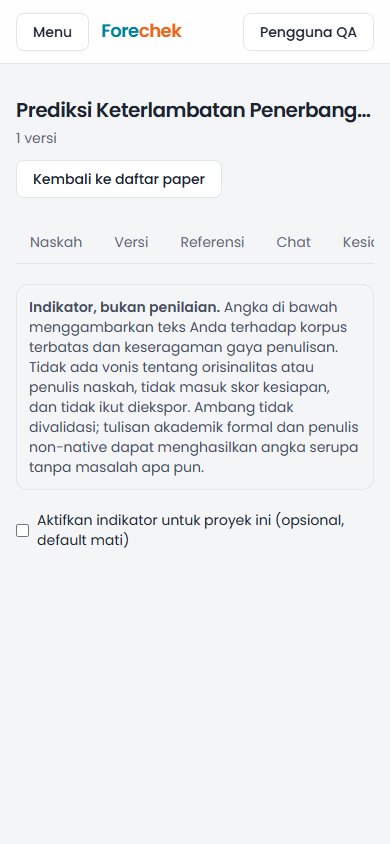 Menu
Forechek
Pengguna QA
Prediksi Keterlambatan Penerbang...
1 versi
Kembali ke daftar paper
Naskah Versi Referensi Chat Kesia
Indikator, bukan penilaian. Angka di bawah
menggambarkan teks Anda terhadap korpus
terbatas dan keseragaman gaya penulisan.
Tidak ada vonis tentang orisinalitas atau
penulis naskah, tidak masuk skor kesiapan,
dan tidak ikut diekspor. Ambang tidak
divalidasi; tulisan akademik formal dan penulis
non-native dapat menghasilkan angka serupa
tanpa masalah apa pun.
Aktifkan indikator untuk proyek ini (opsional,
default mati)